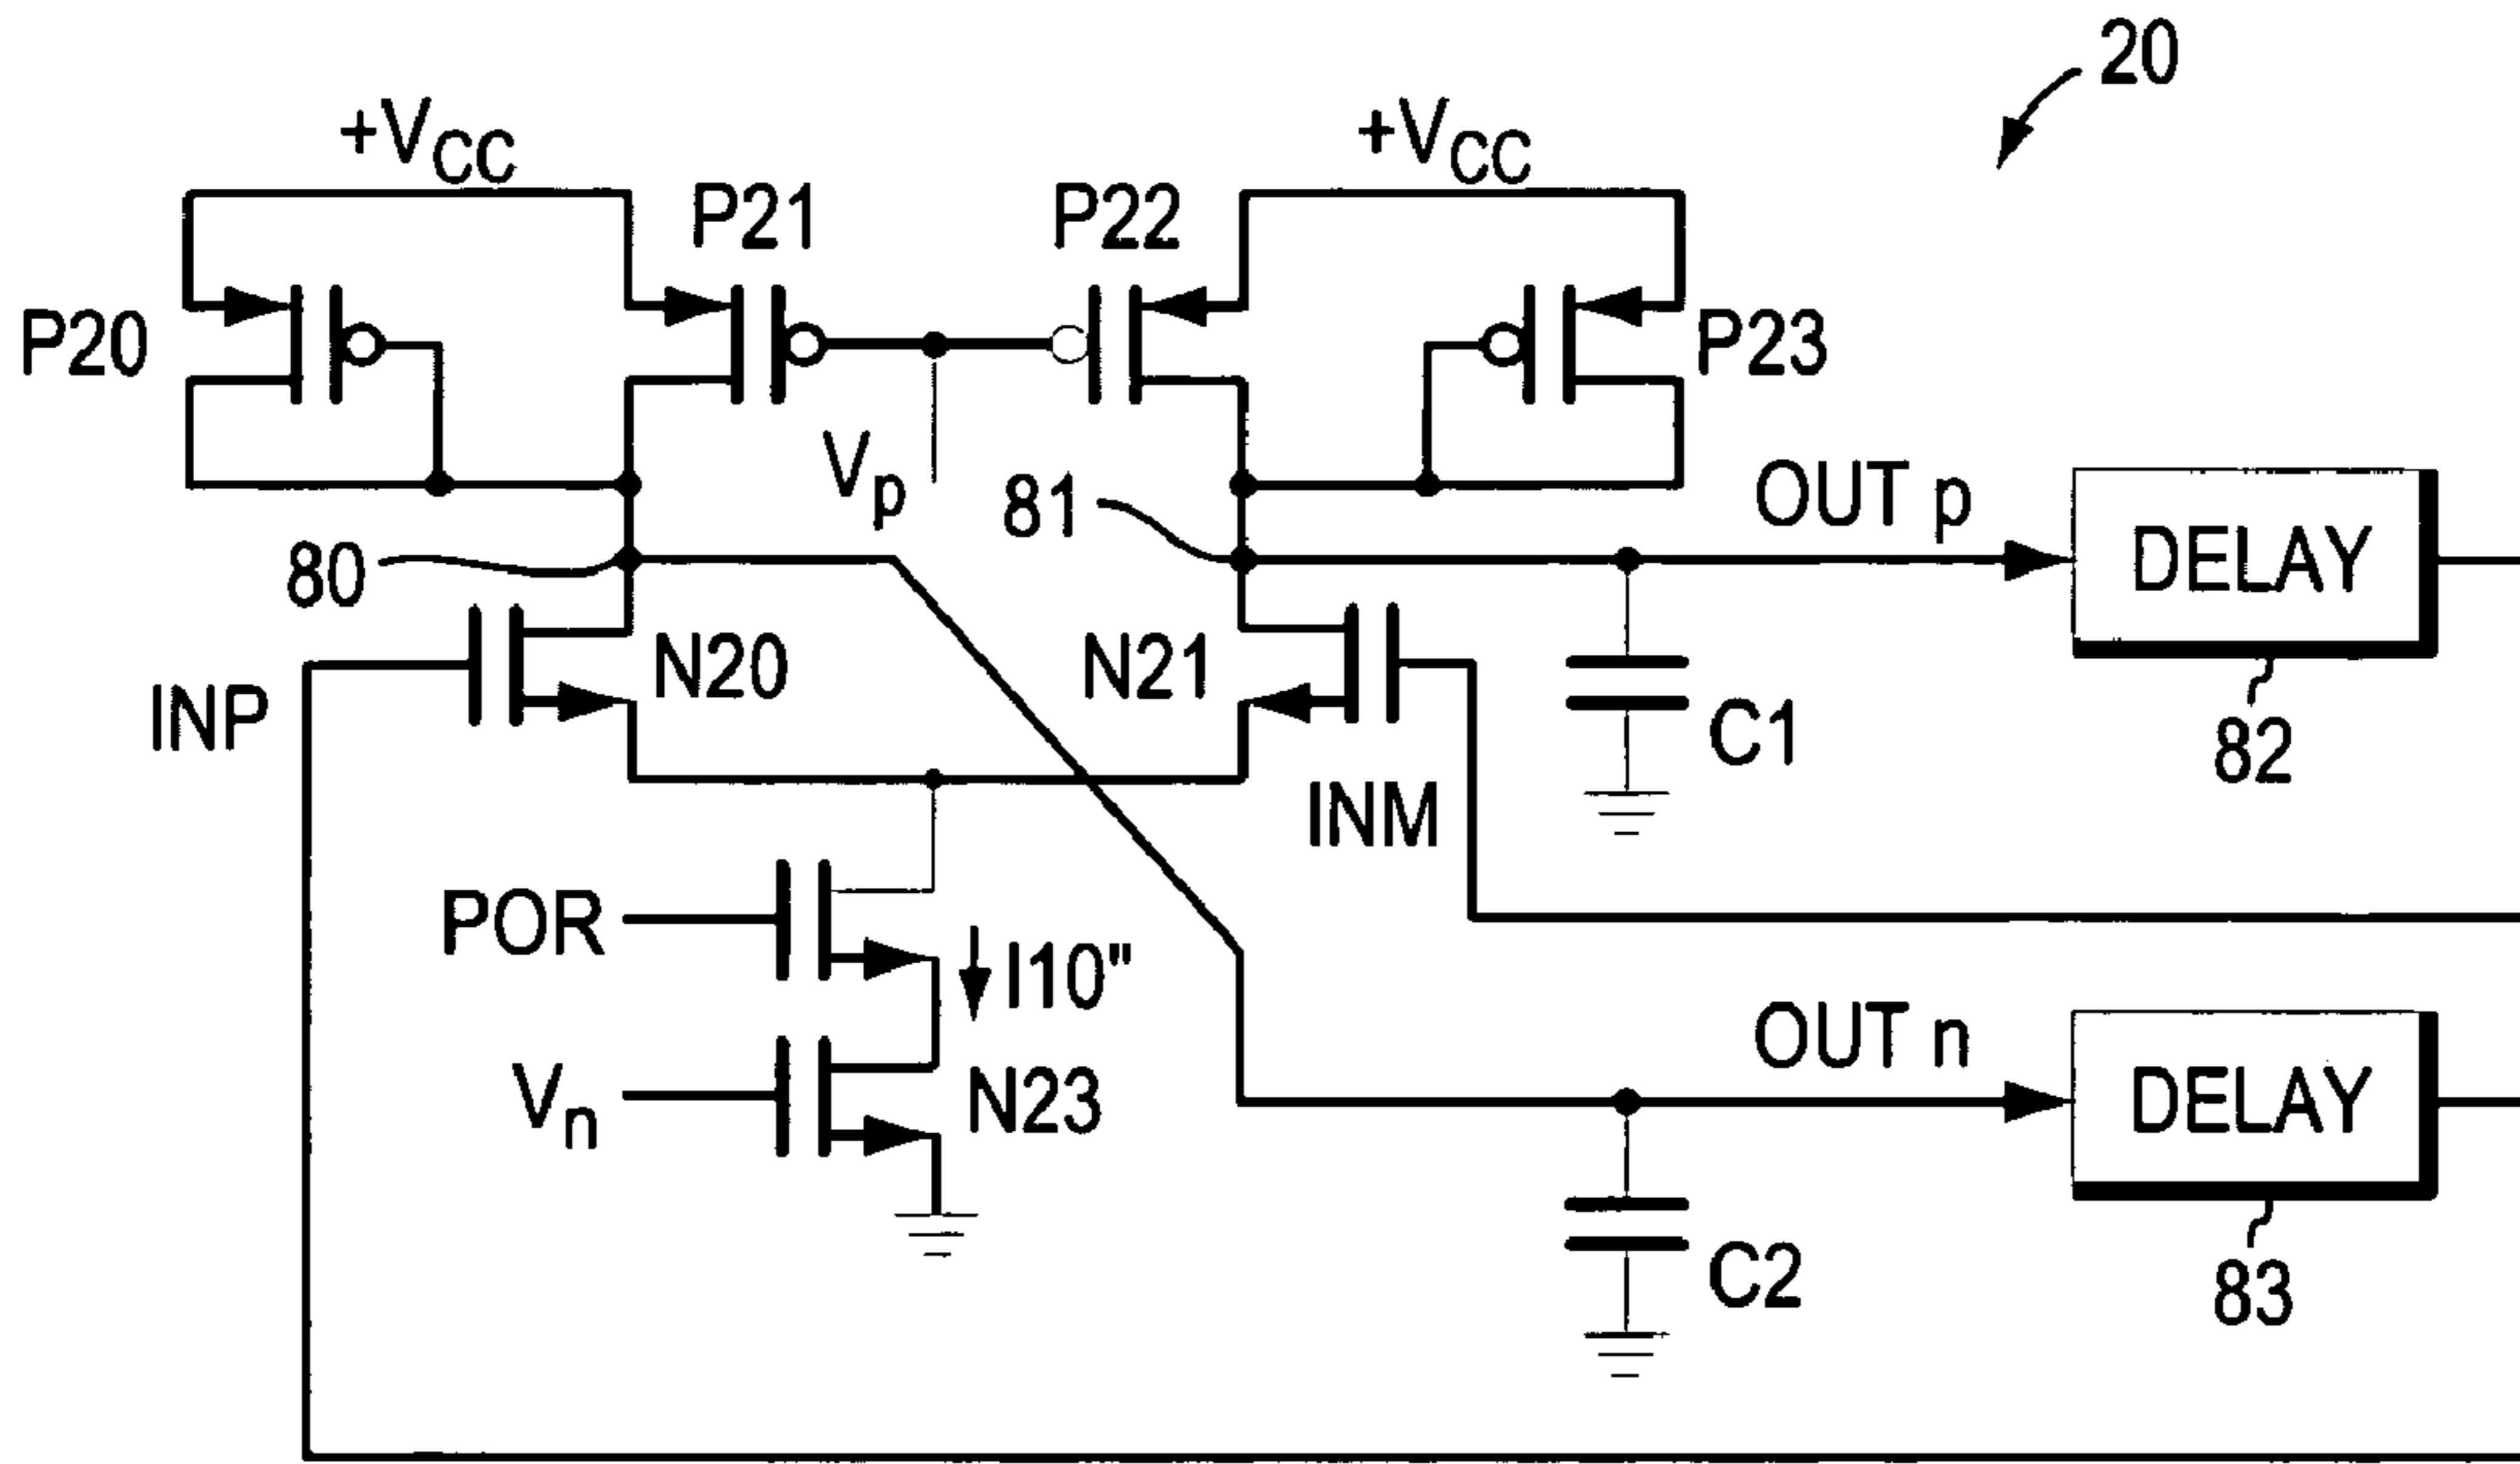 20
+VCC
+VCC
P21
P22
P20
P23
Vp
81
OUT p
DELAY
80
N20
N21
INP
C1
82
INM
POR
I10"
OUT n
DELAY
Vn
N23
C2
83